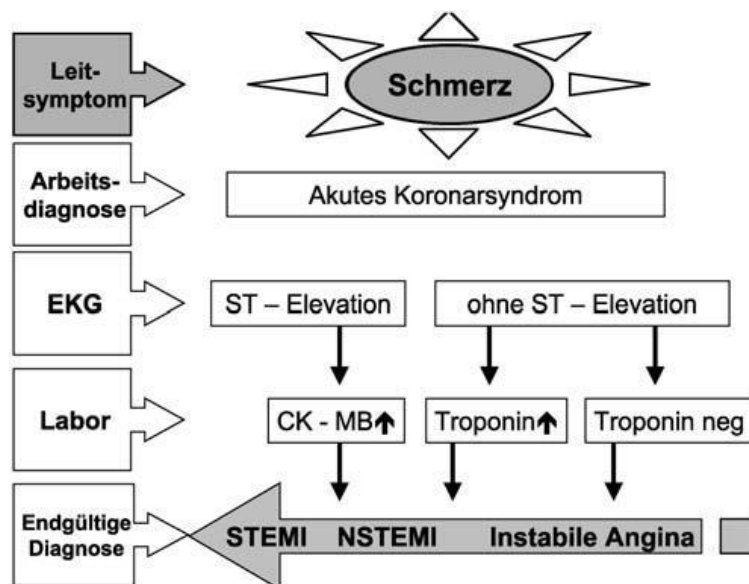 Leit-
symptom
Schmerz
Arbeits-
diagnose
Akutes Koronarsyndrom
EKG
ST – Elevation
ohne ST – Elevation
Labor
CK - MB🡅
Troponin🡅
Troponin neg
Endgültige
Diagnose
STEMI NSTEMI Instabile Angina